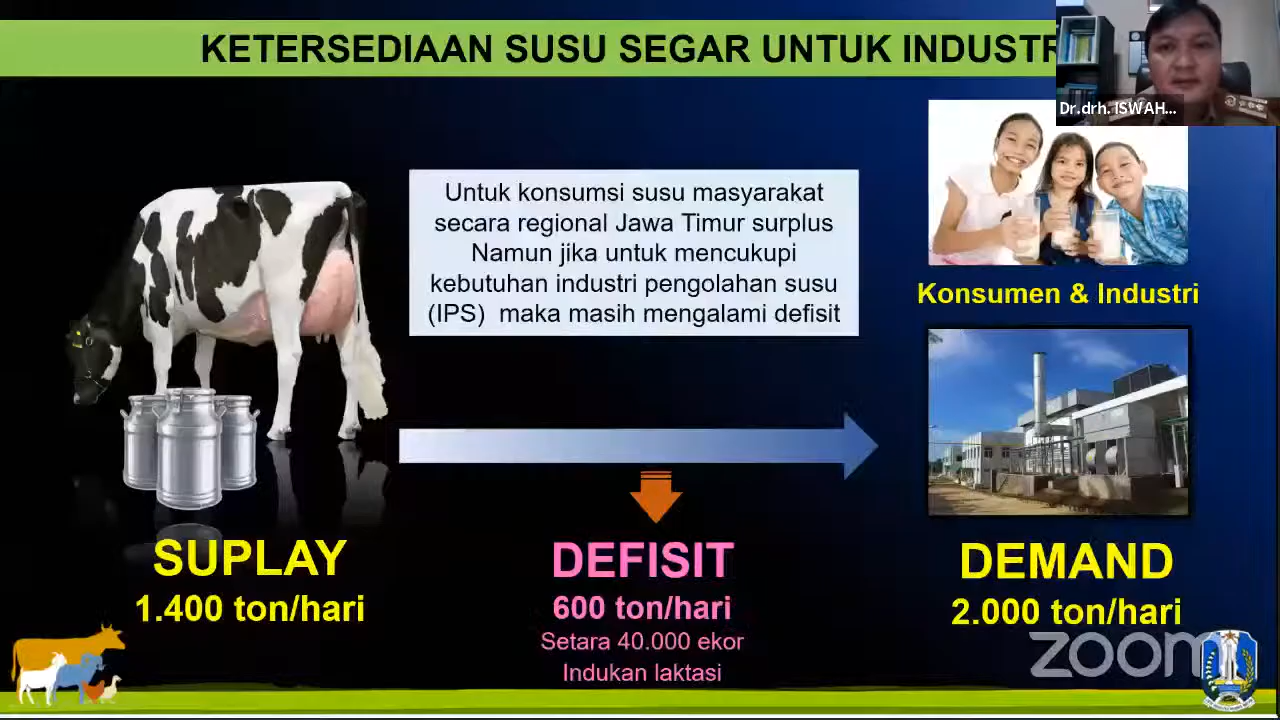 KETERSEDIAAN SUSU SEGAR UNTUK INDUSTR
Dr.drh. ISWAH...
Untuk konsumsi susu masyarakat
secara regional Jawa Timur surplus
Namun jika untuk mencukupi
kebutuhan industri pengolahan susu
(IPS) maka masih mengalami defisit
Konsumen & Industri
SUPLAY
1.400 ton/hari
DEFISIT
600 ton/hari
Setara 40.000 ekor
Indukan laktasi
DEMAND
2.000 ton/hari
zoom